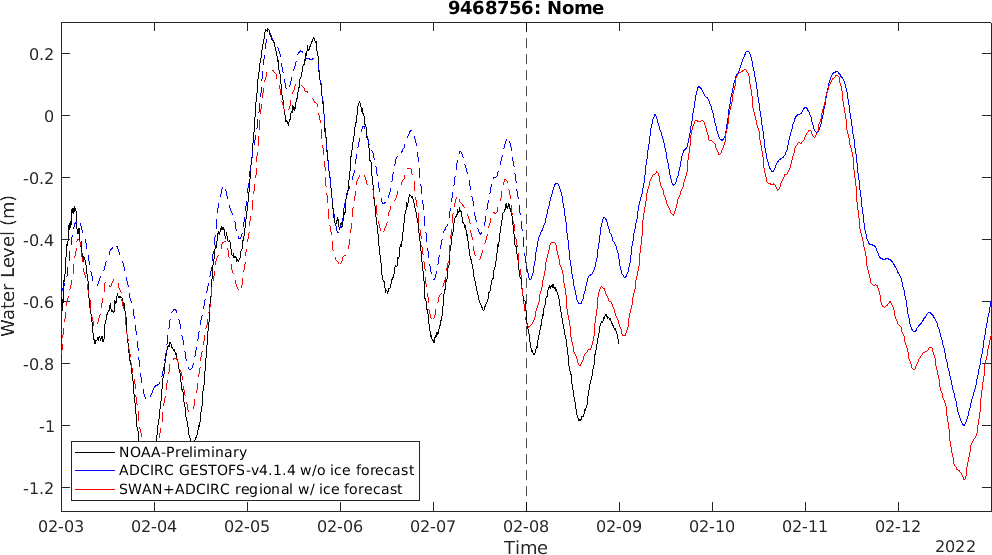 9468756: Nome
Water Level (m)
0.2
0
-0.2
-0.4
-0.6
-0.8
-1
-1.2
NOAA-Preliminary
ADCIRC GESTOFS-v4.1.4 w/o ice forecast
SWAN+ADCIRC regional w/ ice forecast
02-03 02-04 02-05 02-06 02-07 02-08 02-09 02-10 02-11 02-12
Time
2022